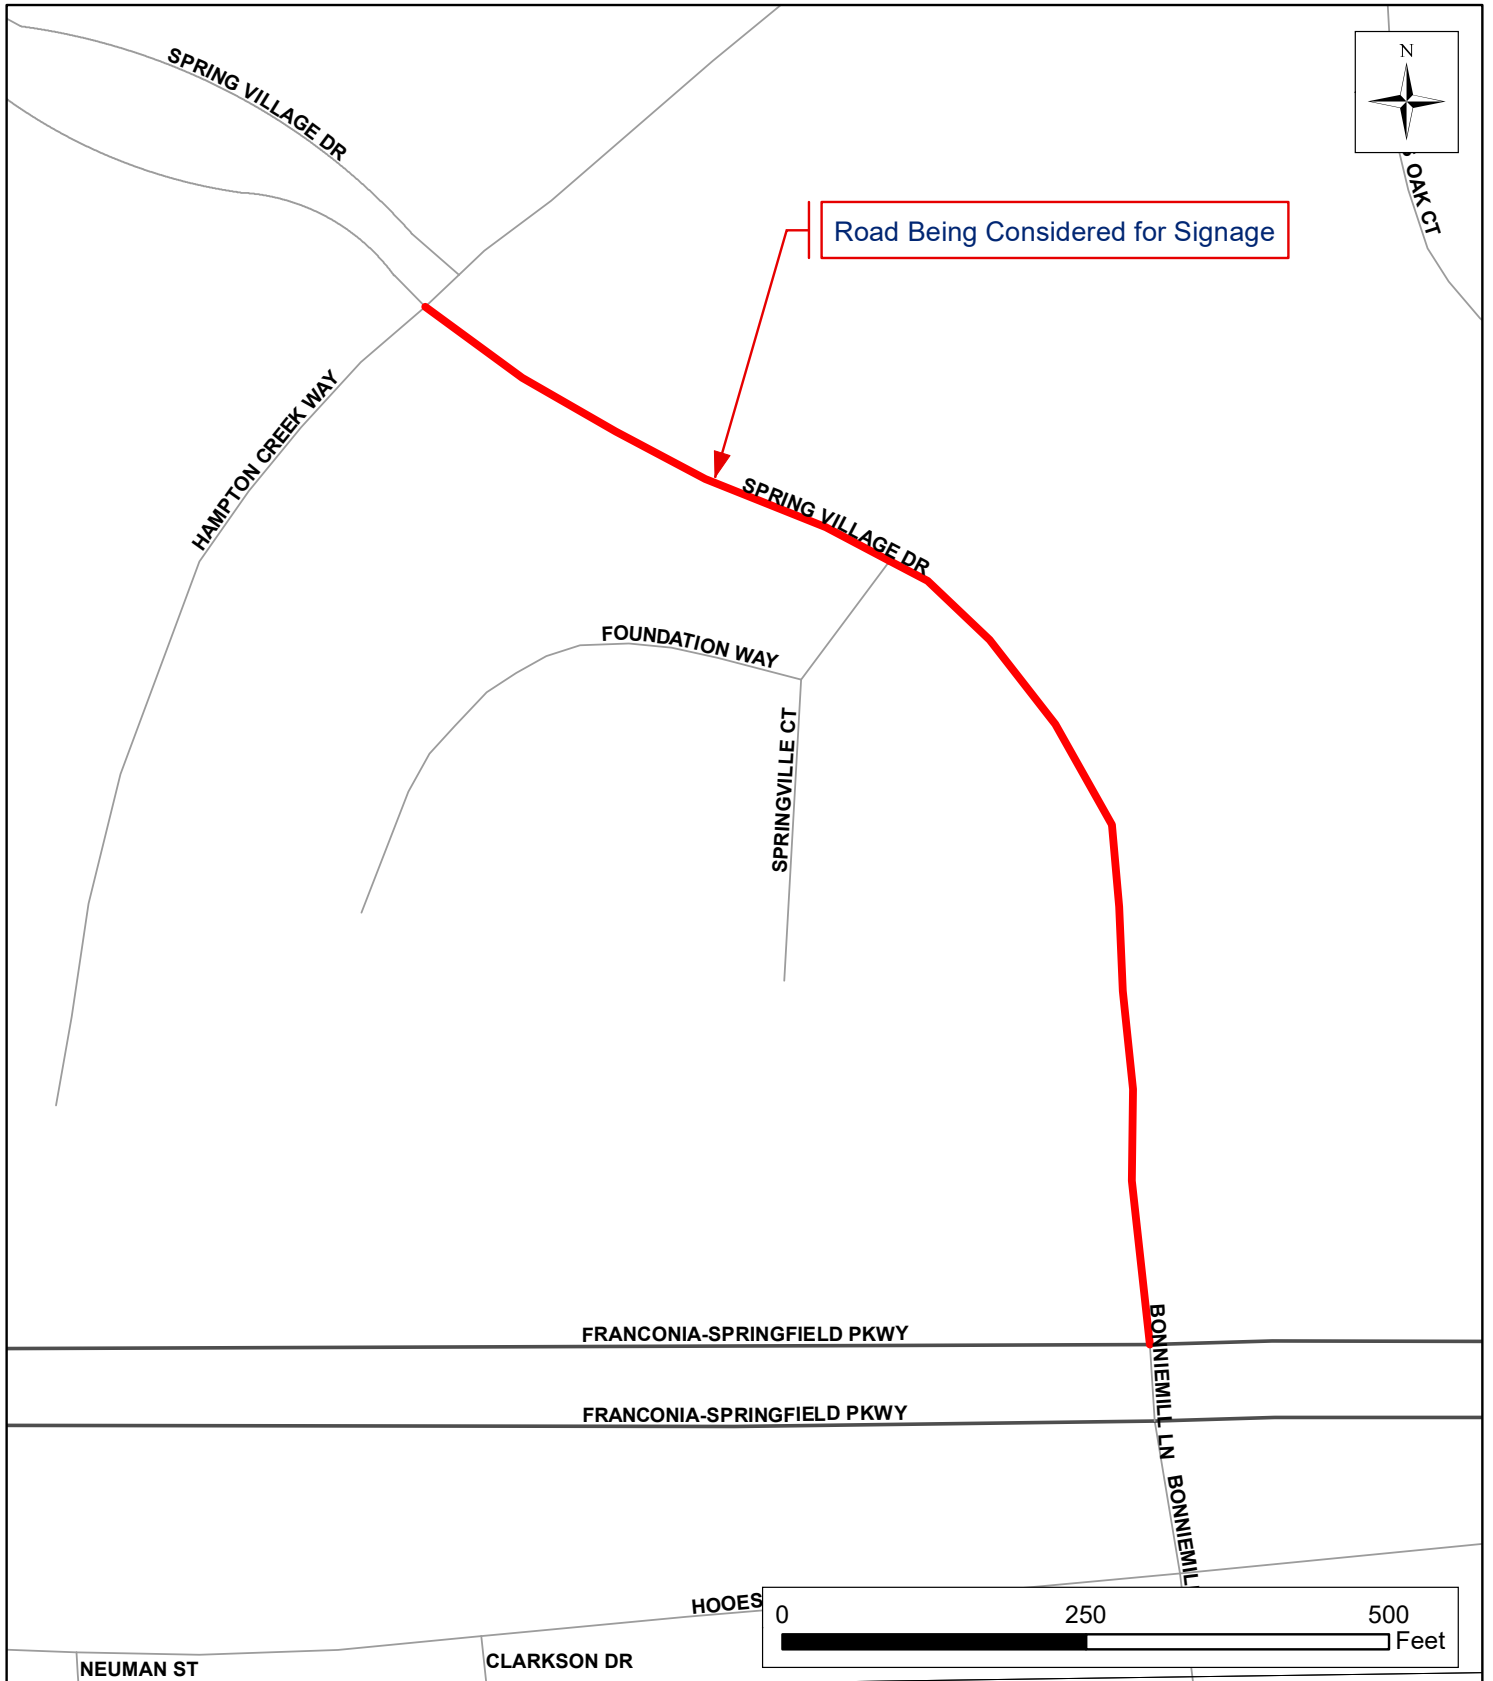 SPRING VILLAGE DR
N
OAK CT
Road Being Considered for Signage
HAMPTON CREEK WAY
SPRING VILLAGE DR
FOUNDATION WAY
SPRINGVILLE CT
FRANCONIA-SPRINGFIELD PKWY
BONNIEMILL LN
FRANCONIA-SPRINGFIELD PKWY
BONNIEMIL
HOOES
0 250 500
Feet
NEUMAN ST
CLARKSON DR